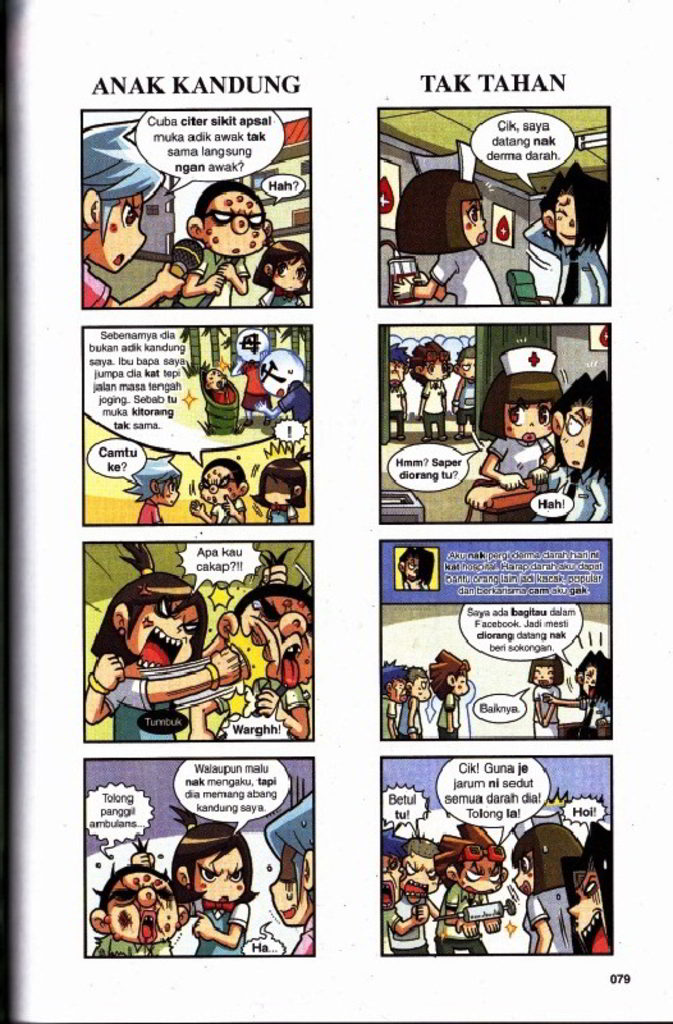 ANAK KANDUNG
Cuba citer sikit apsal
muka adik awak tak
sama langsung
ngan awak?
Hah?
Sebenarnya dia
bukan adik kandung
saya. Ibu bapa saya
jumpa dia kat tepi
jalan masa tengah
joging. Sebab tu
muka kitorang
tak sama.
!
Camtu
ke?
Apa kau
cakap?!!
Tumbuk
Warghh!
Walaupun malu
nak mengaku, tapi
dia memang abang
kandung saya.
Tolong
panggil
ambulans...
Ha...
TAK TAHAN
Cik, saya
datang nak
derma darah.
Hmm? Saper
diorang tu?
Hah!
Aku nak pergi derma darah hari ni
kat hospital. Harap darah aku dapat
bantu orang lain jadi kacak, popular
dan berkarisma cam aku gak.
Saya ada bagitau dalam
Facebook. Jadi mesti
diorang datang nak
beri sokongan.
Baiknya.
Cik! Guna je
jarum ni sedut
semua darah dia!
Tolong la!
Betul
tu!
Hoi!
079